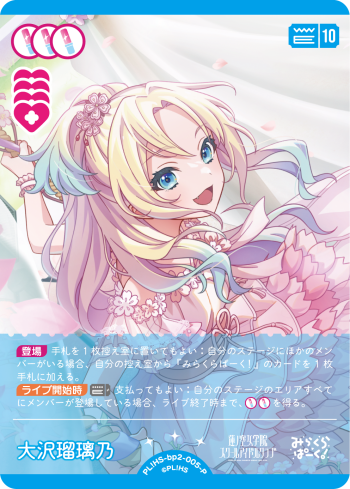 10
登場 手札を1枚控え室に置いてもよい：自分のステージにほかのメン
バーがいる場合、自分の控え室から『みらくらぱーく！』のカードを1枚
手札に加える。
ライブ開始時 支払ってもよい：自分のステージのエリアすべて
にメンバーが登場している場合、ライブ終了時まで、を得る。
大沢瑠璃乃
蓮ノ空女学院
スクールアイドルクラブ
みらくら
ぱーく！
PL!HS-bp2-005-P
©PL!HS